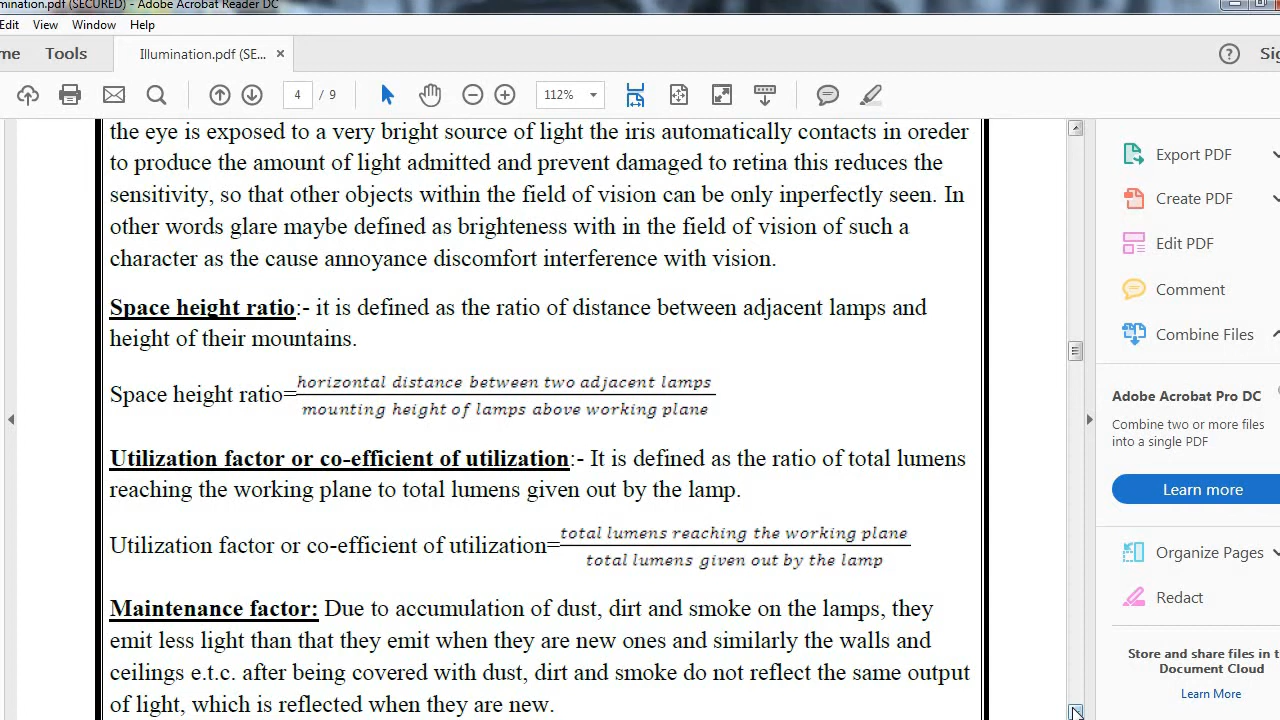 mination.pdf (SECURED) - Adobe Acrobat Reader DC
Edit View Window Help
me Tools Illumination.pdf (SE... ×
4 / 9 112%
the eye is exposed to a very bright source of light the iris automatically contacts in oreder
to produce the amount of light admitted and prevent damaged to retina this reduces the
sensitivity, so that other objects within the field of vision can be only inperfectly seen. In
other words glare maybe defined as brighteness with in the field of vision of such a
character as the cause annoyance discomfort interference with vision.
Space height ratio:- it is defined as the ratio of distance between adjacent lamps and
height of their mountains.
horizontal distance between two adjacent lamps
Space height ratio=
mounting height of lamps above working plane
Utilization factor or co-efficient of utilization:- It is defined as the ratio of total lumens
reaching the working plane to total lumens given out by the lamp.
total lumens reaching the working plane
Utilization factor or co-efficient of utilization=
total lumens given out by the lamp
Maintenance factor: Due to accumulation of dust, dirt and smoke on the lamps, they
emit less light than that they emit when they are new ones and similarly the walls and
ceilings e.t.c. after being covered with dust, dirt and smoke do not reflect the same output
of light, which is reflected when they are new.
Sig
Export PDF
Create PDF
Edit PDF
Comment
Combine Files
Adobe Acrobat Pro DC
Combine two or more files
into a single PDF
Learn more
Organize Pages
Redact
Store and share files in t
Document Cloud
Learn More